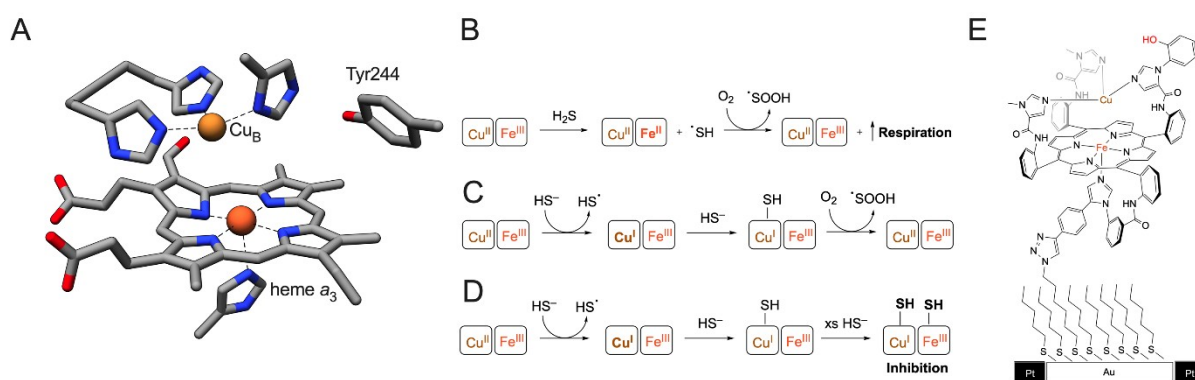 A
Tyr244
CuB
heme a3
B
CuII FeIII
H2S
CuII FeII + •SH
O2 •SOOH
CuII FeIII + ↑ Respiration
C
CuII FeIII
HS− HS•
CuI FeIII
HS−
SH
CuI FeIII
O2 •SOOH
CuII FeIII
D
CuII FeIII
HS− HS•
CuI FeIII
HS−
SH
CuI FeIII
xs HS−
SH SH
CuI FeIII
Inhibition
E
HO
N N
N N
O
NH
Cu
O
NH
O
NH
N N
Fe
N N
N
N
NH
O
N
N
N
S S S S S S S S
Pt Au Pt